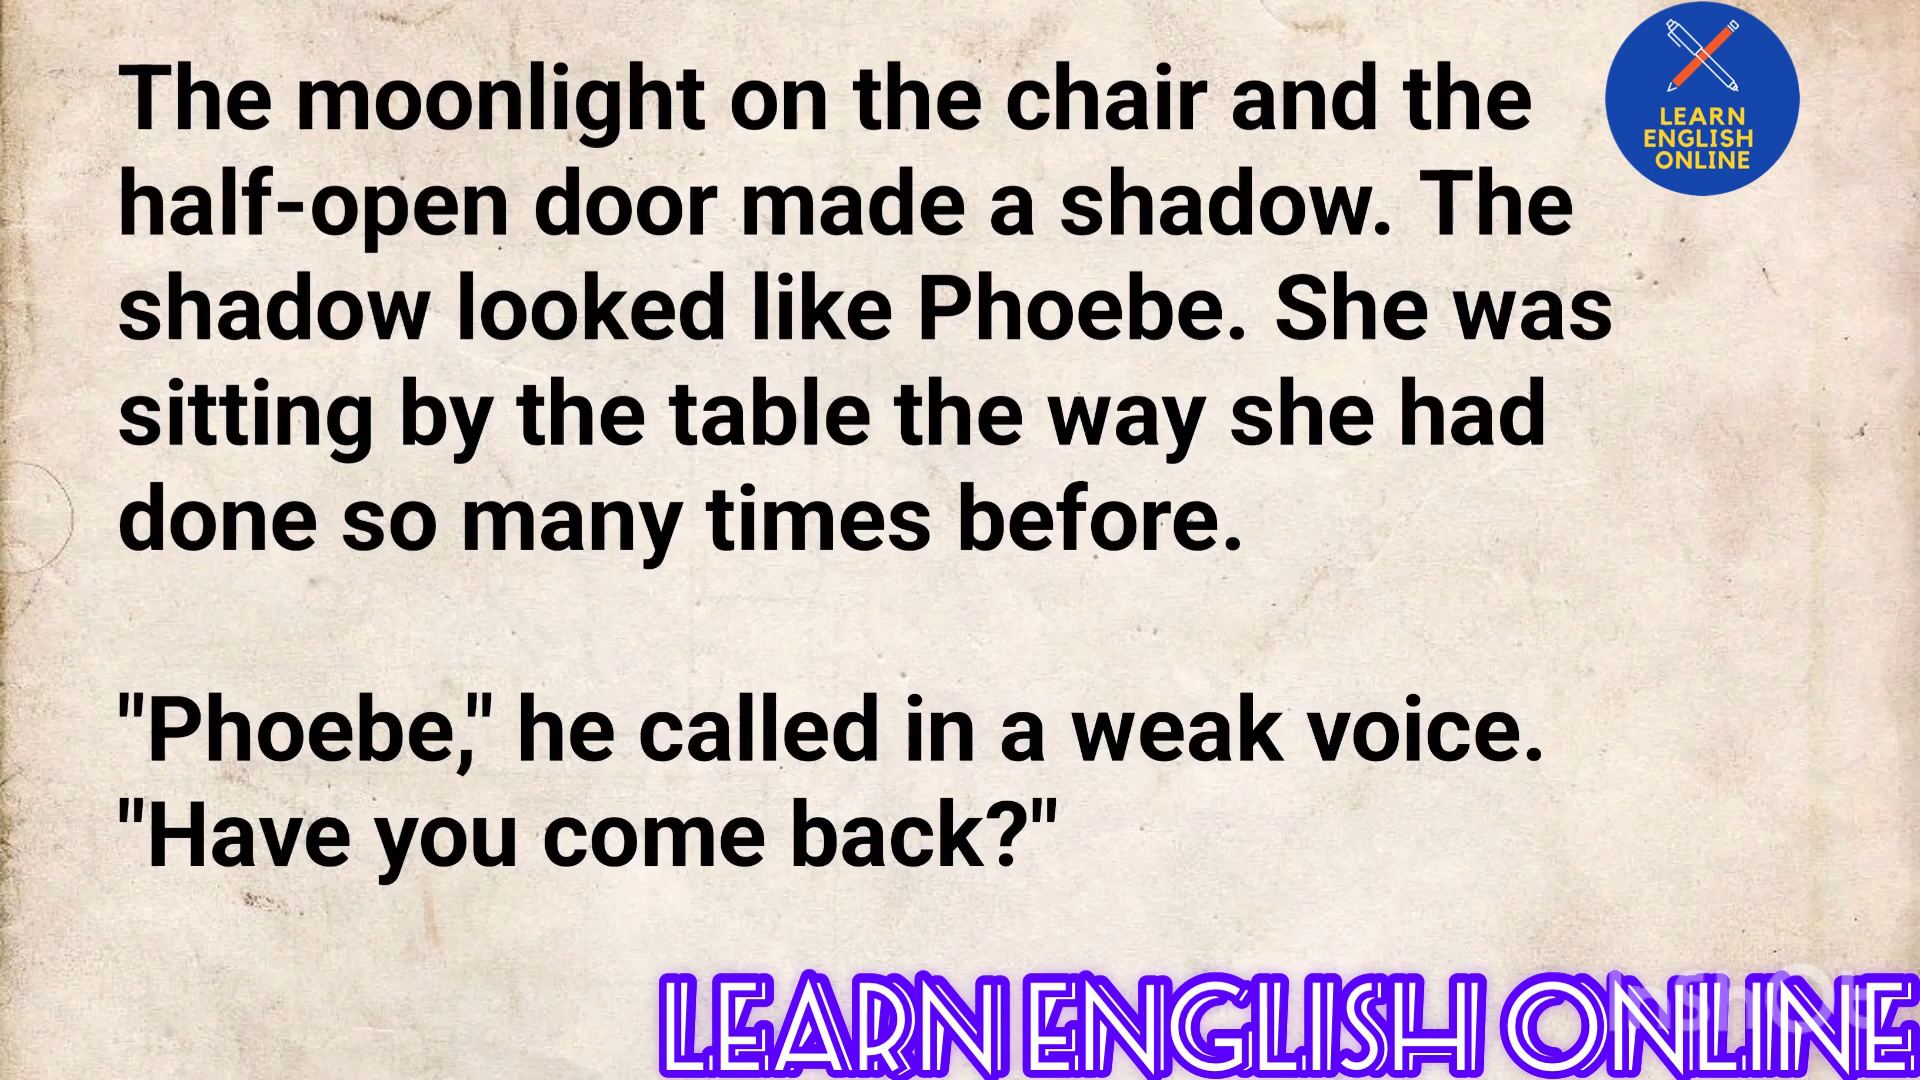 The moonlight on the chair and the
half-open door made a shadow. The
shadow looked like Phoebe. She was
sitting by the table the way she had
done so many times before.
"Phoebe," he called in a weak voice.
"Have you come back?"
LEARN
ENGLISH
ONLINE
LEARN ENGLISH ONLINE